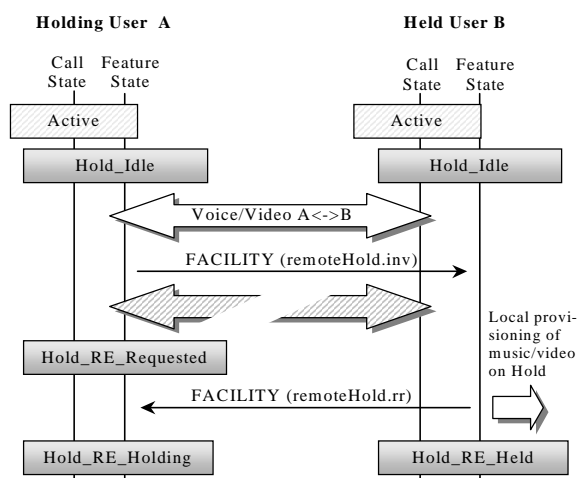 Holding User A
Held User B
Call State
Feature State
Call State
Feature State
Active
Active
Hold_Idle
Hold_Idle
Voice/Video A<->B
FACILITY (remoteHold.inv)
Local provi-
sioning of
music/video
on Hold
Hold_RE_Requested
FACILITY (remoteHold.rr)
Hold_RE_Holding
Hold_RE_Held